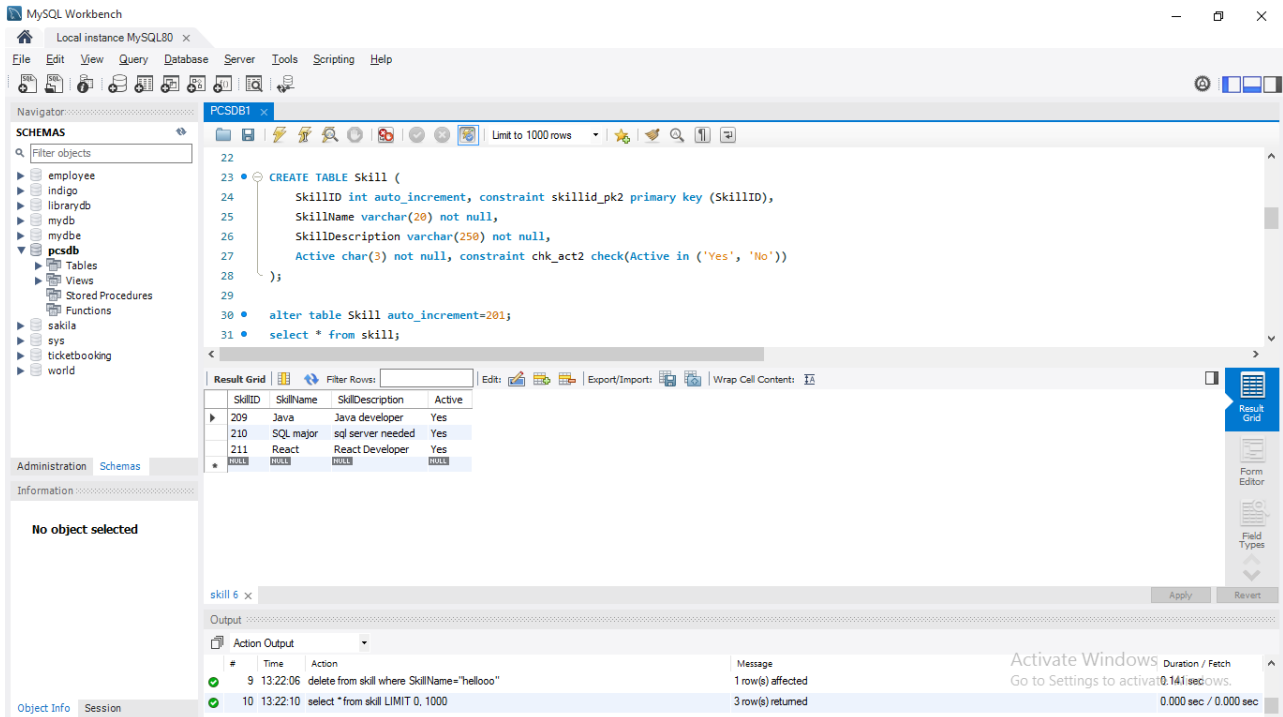 MySQL Workbench
Local instance MySQL80
File Edit View Query Database Server Tools Scripting Help
Navigator
SCHEMAS
Filter objects
employee
indigo
librarydb
mydb
mydbe
pcsdb
Tables
Views
Stored Procedures
Functions
sakila
sys
ticketbooking
world
Administration Schemas
Information
No object selected
Object Info Session
PCSDB1
Limit to 1000 rows
22
23 CREATE TABLE Skill (
24 SkillID int auto_increment, constraint skillid_pk2 primary key (SkillID),
25 SkillName varchar(20) not null,
26 SkillDescription varchar(250) not null,
27 Active char(3) not null, constraint chk_act2 check(Active in ('Yes', 'No'))
28 );
29
30 alter table Skill auto_increment=201;
31 select * from skill;
Result Grid Filter Rows: Edit: Export/Import: Wrap Cell Content:
SkillID SkillName SkillDescription Active
209 Java Java developer Yes
210 SQL major sql server needed Yes
211 React React Developer Yes
NULL NULL NULL NULL
Result Grid
Form Editor
Field Types
skill 6
Apply Revert
Output
Action Output
# Time Action Message Duration / Fetch
9 13:22:06 delete from skill where SkillName="hellooo" 1 row(s) affected 0.141 sec
10 13:22:10 select * from skill LIMIT 0, 1000 3 row(s) returned 0.000 sec / 0.000 sec
Activate Windows
Go to Settings to activate Windows.